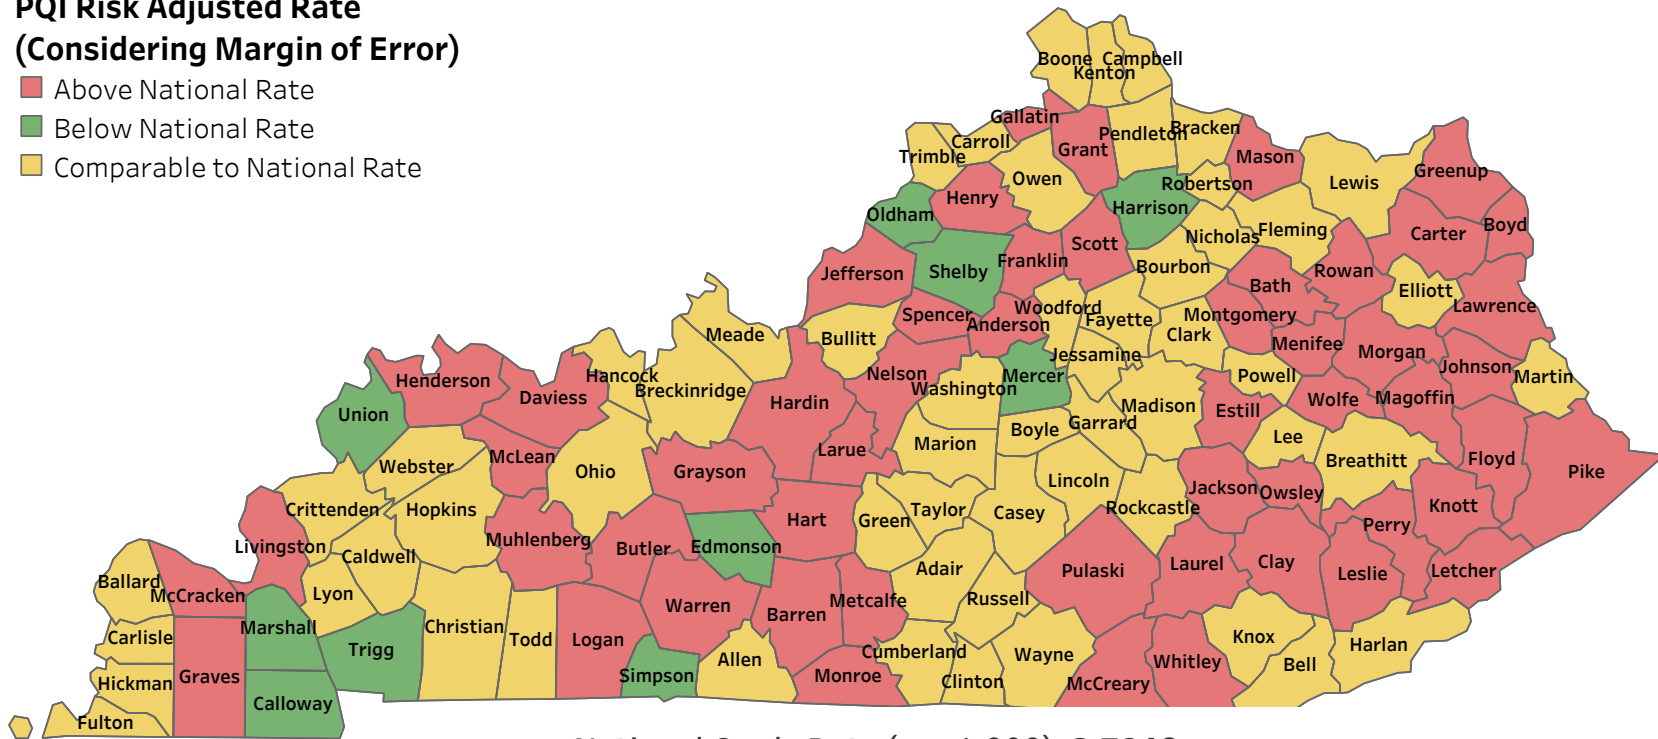 PQI Risk Adjusted Rate
(Considering Margin of Error)
Above National Rate
Below National Rate
Comparable to National Rate
Boone
Campbell
Kenton
Gallatin
Carroll
Trimble
Grant
Pendleton
Bracken
Mason
Owen
Robertson
Lewis
Greenup
Henry
Oldham
Harrison
Scott
Nicholas
Fleming
Carter
Boyd
Jefferson
Shelby
Franklin
Bourbon
Rowan
Bath
Elliott
Lawrence
Meade
Bullitt
Spencer
Anderson
Woodford
Fayette
Clark
Montgomery
Menifee
Morgan
Johnson
Martin
Jessamine
Henderson
Hancock
Daviess
Breckinridge
Hardin
Nelson
Washington
Mercer
Powell
Wolfe
Magoffin
Union
Madison
Estill
Garrard
Boyle
Lee
Webster
McLean
Ohio
Grayson
Larue
Marion
Breathitt
Floyd
Pike
Lincoln
Jackson
Owsley
Knott
Crittenden
Hopkins
Hart
Green
Taylor
Casey
Rockcastle
Perry
Livingston
Caldwell
Muhlenberg
Butler
Edmonson
Adair
Pulaski
Laurel
Clay
Leslie
Letcher
Ballard
McCracken
Lyon
Warren
Barren
Metcalfe
Russell
Carlisle
Marshall
Trigg
Christian
Todd
Logan
Simpson
Allen
Monroe
Cumberland
Clinton
Wayne
McCreary
Whitley
Knox
Bell
Harlan
Hickman
Graves
Calloway
Fulton